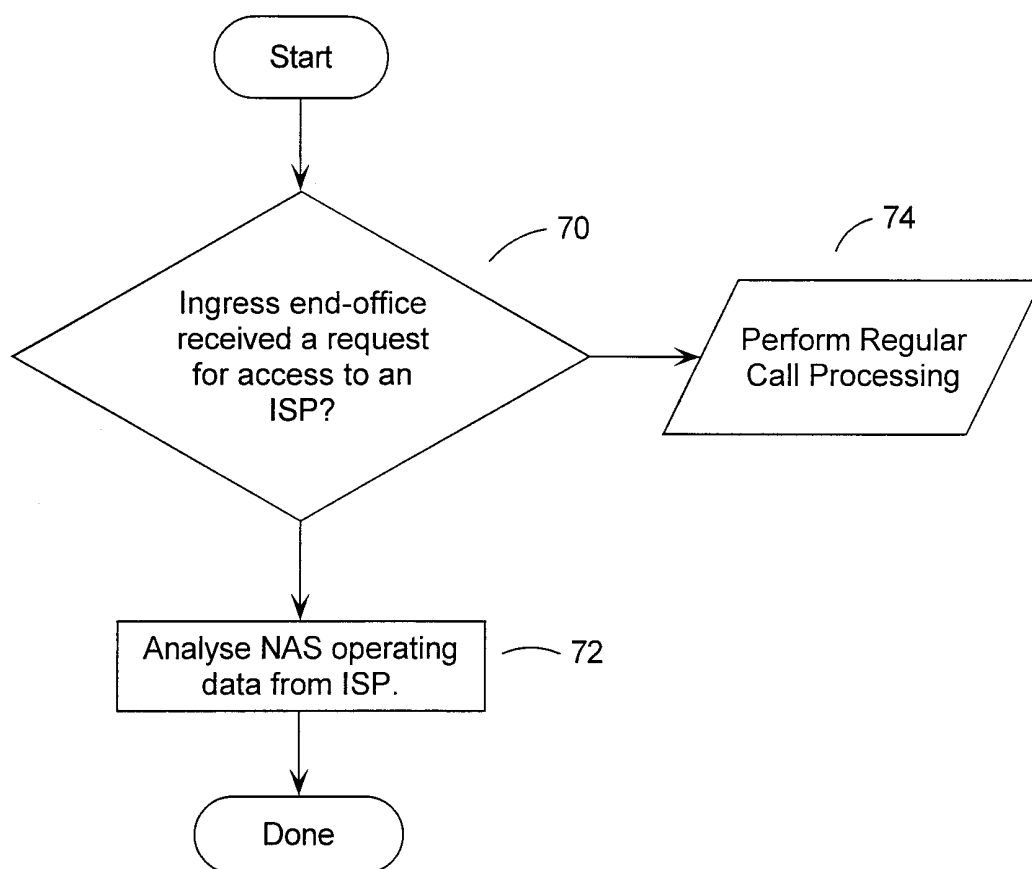 Start
70
74
Ingress end-office
received a request
for access to an
ISP?
Perform Regular
Call Processing
Analyse NAS operating
data from ISP.
72
Done